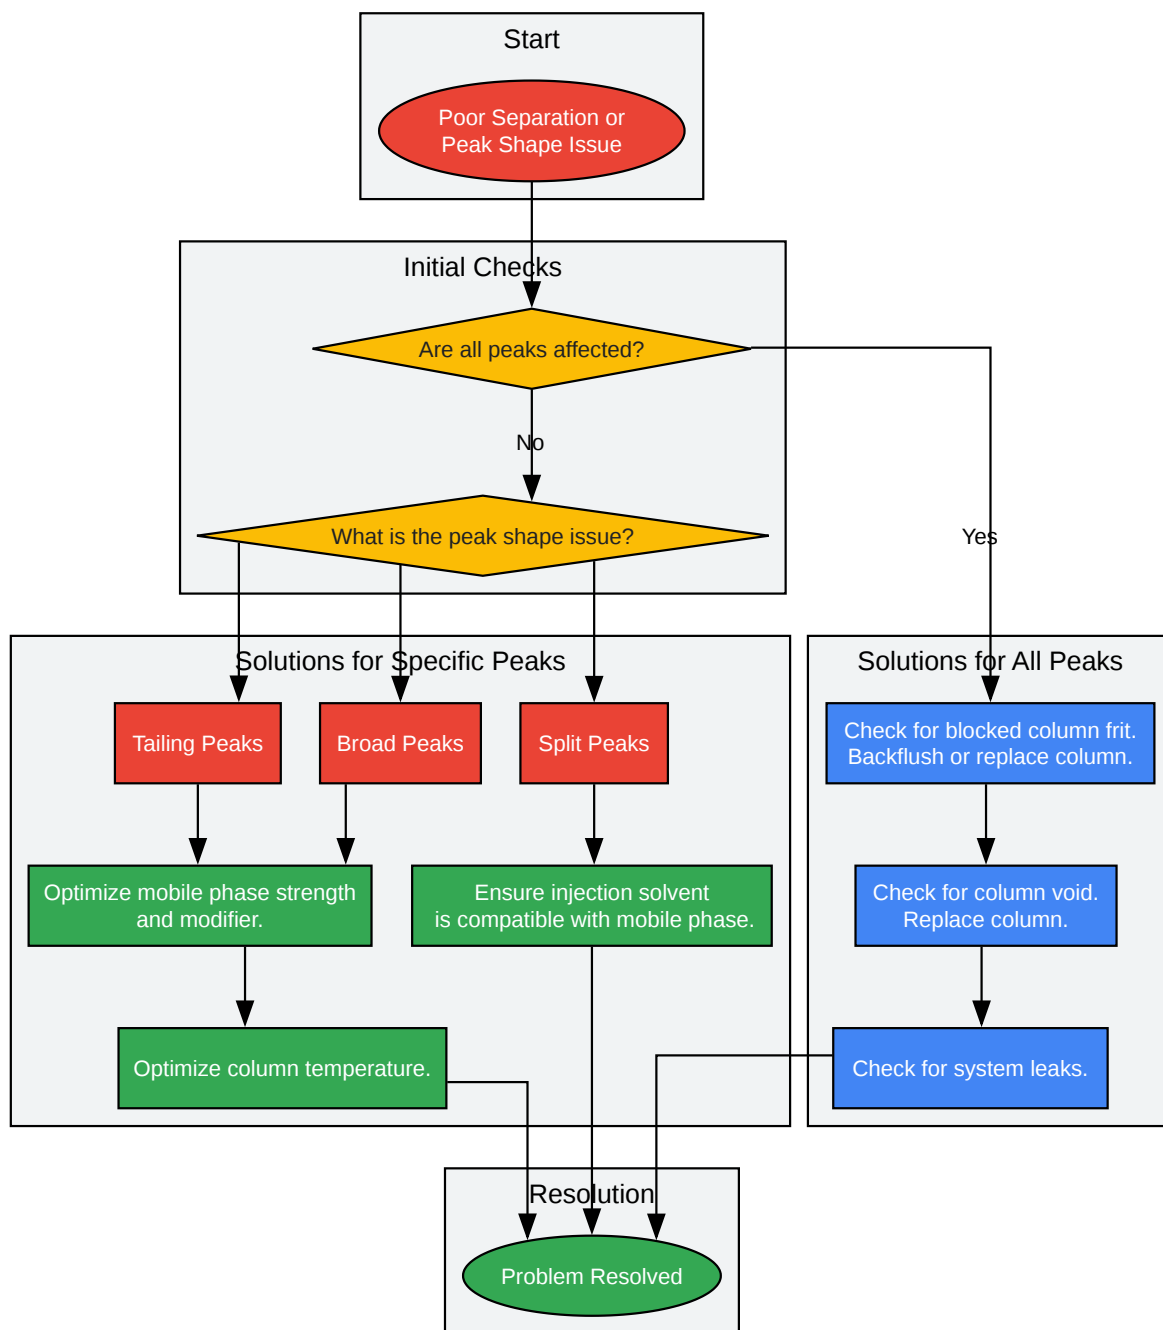 Start
Poor Separation or
Peak Shape Issue
Initial Checks
Are all peaks affected?
No
What is the peak shape issue?
Yes
Solutions for Specific Peaks
Solutions for All Peaks
Tailing Peaks
Broad Peaks
Split Peaks
Check for blocked column frit.
Backflush or replace column.
Optimize mobile phase strength
and modifier.
Ensure injection solvent
is compatible with mobile phase.
Check for column void.
Replace column.
Optimize column temperature.
Check for system leaks.
Resolution
Problem Resolved